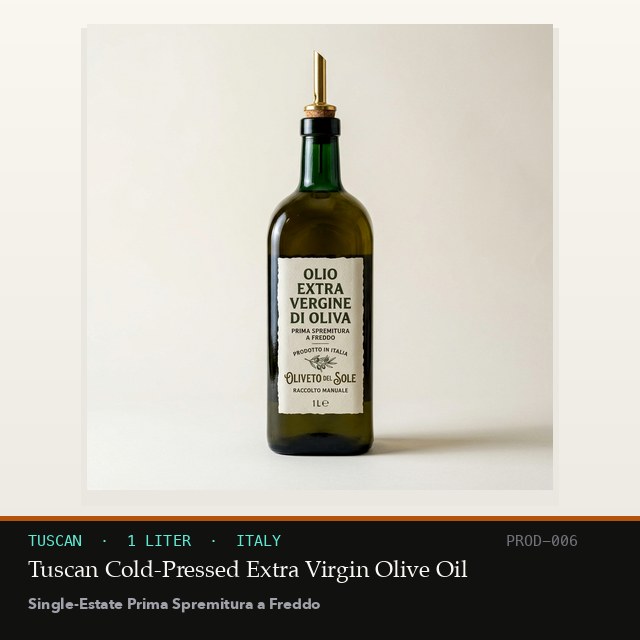 OLIO
EXTRA
VERGINE
DI OLIVA
PRIMA SPREMITURA
A FREDDO
PRODOTTO IN ITALIA
OLIVETO DEL SOLE
RACCOLTO MANUALE
1L℮
TUSCAN · 1 LITER · ITALY
PROD–006
Tuscan Cold-Pressed Extra Virgin Olive Oil
Single-Estate Prima Spremitura a Freddo